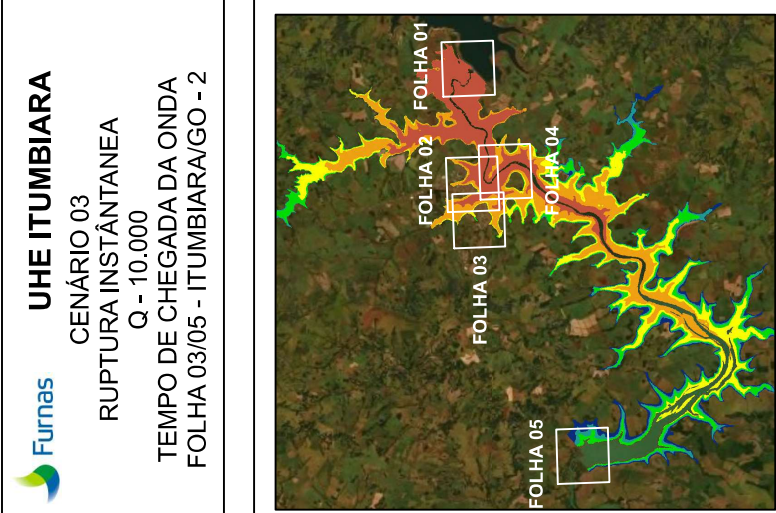 Furnas
UHE ITUMBIARA
CENÁRIO 03
RUPTURA INSTÂNTANEA
Q - 10.000
TEMPO DE CHEGADA DA ONDA
FOLHA 03/05 - ITUMBIARA/GO - 2
FOLHA 01
FOLHA 02
FOLHA 04
FOLHA 03
FOLHA 05